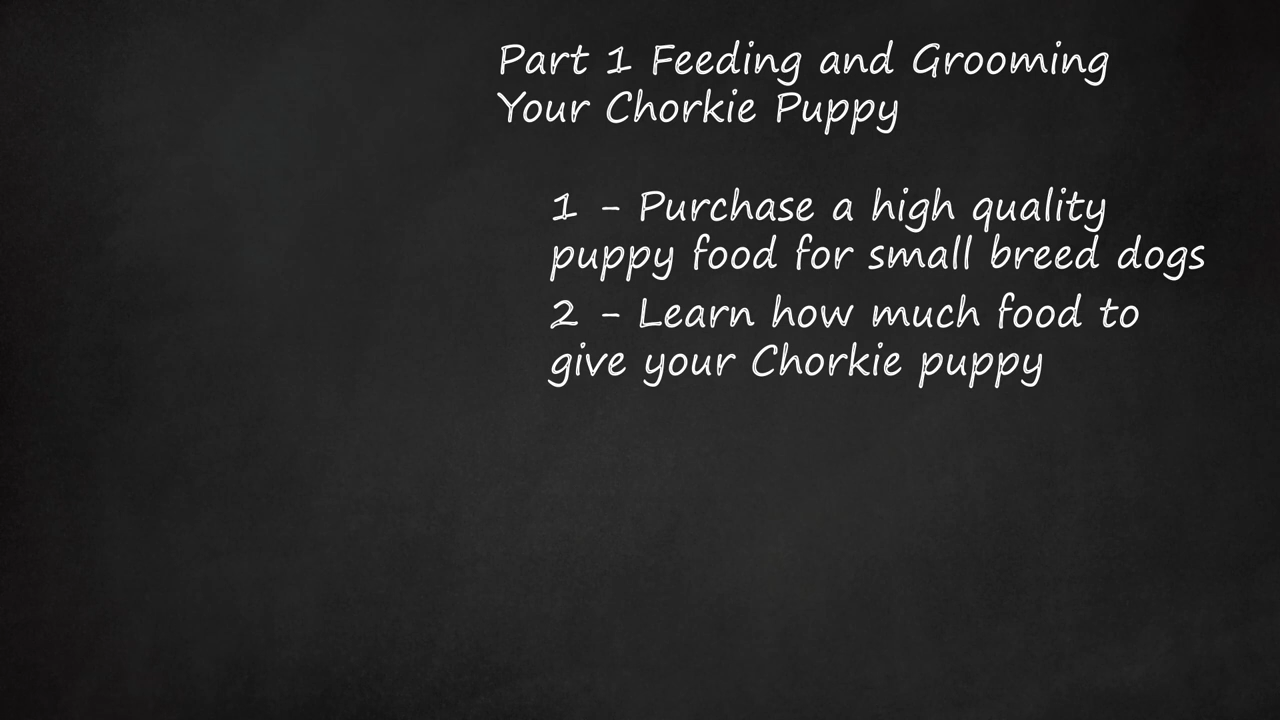 Part 1 Feeding and Grooming
Your Chorkie Puppy
1 - Purchase a high quality
puppy food for small breed dogs
2 - Learn how much food to
give your Chorkie puppy